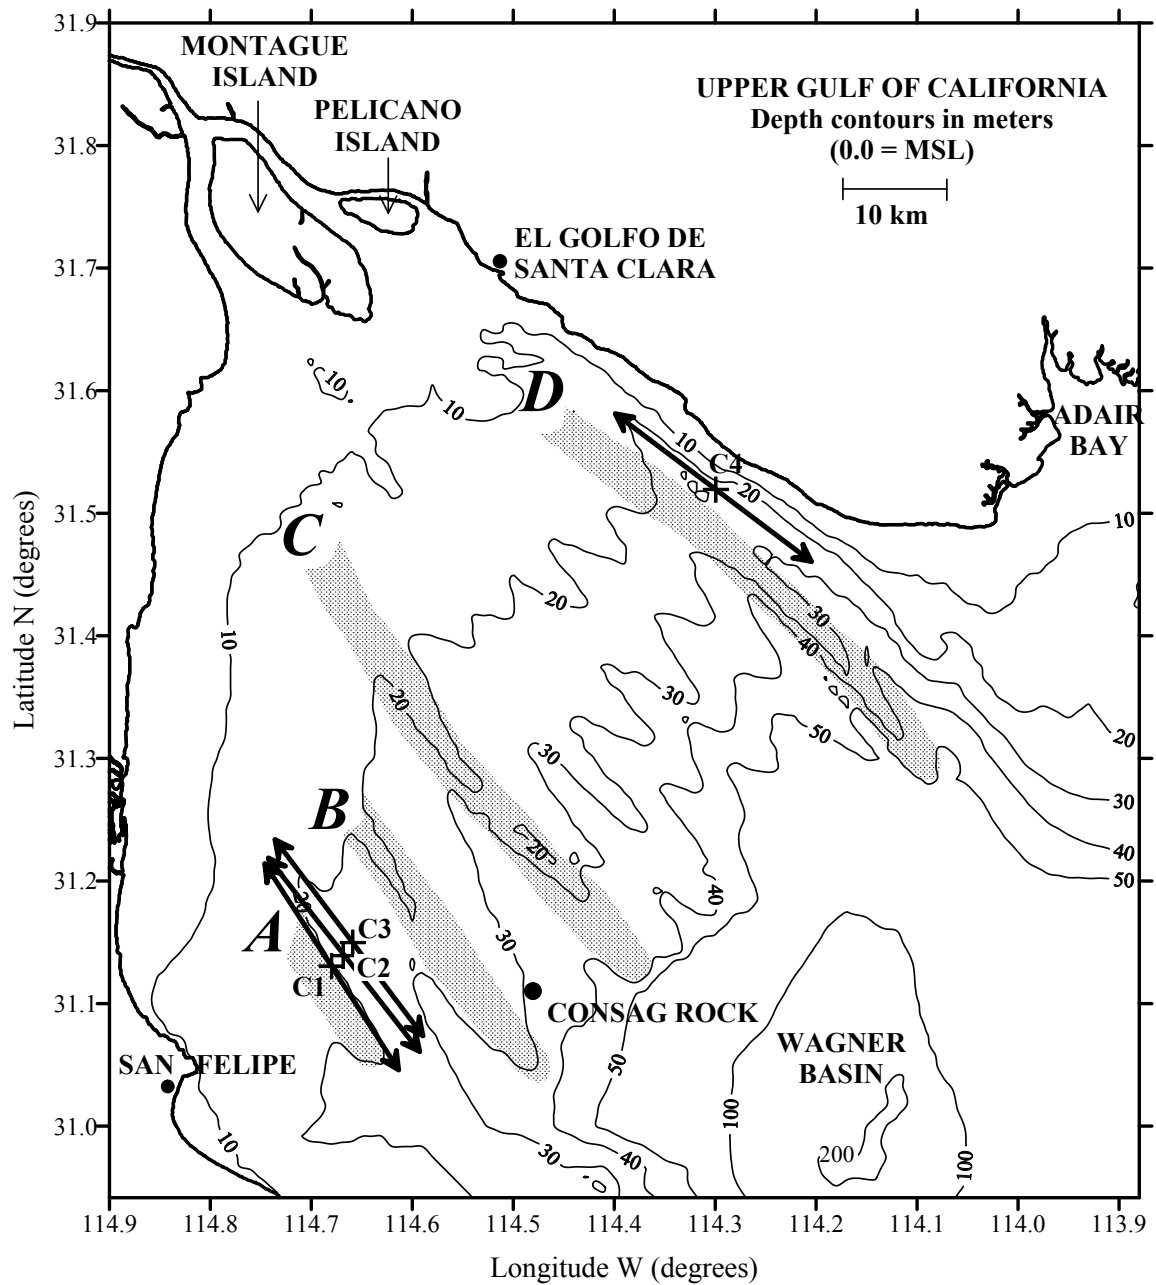 31.9
MONTAGUE
ISLAND
PELICANO
ISLAND
UPPER GULF OF CALIFORNIA
Depth contours in meters
(0.0 = MSL)
10 km
31.8
EL GOLFO DE
SANTA CLARA
31.7
10
10
D
31.6
ADAIR
BAY
10
C4
20
C
31.5
10
20
10
30
40
31.4
20
30
50
20
30
31.3
30
B
20
40
50
31.2
20
40
A
C3
C2
C1
30
31.1
CONSAG ROCK
WAGNER
BASIN
SAN FELIPE
50
100
31.0
10
30
40
200
100
114.9
114.8
114.7
114.6
114.5
114.4
114.3
114.2
114.1
114.0
113.9
Latitude N (degrees)
Longitude W (degrees)